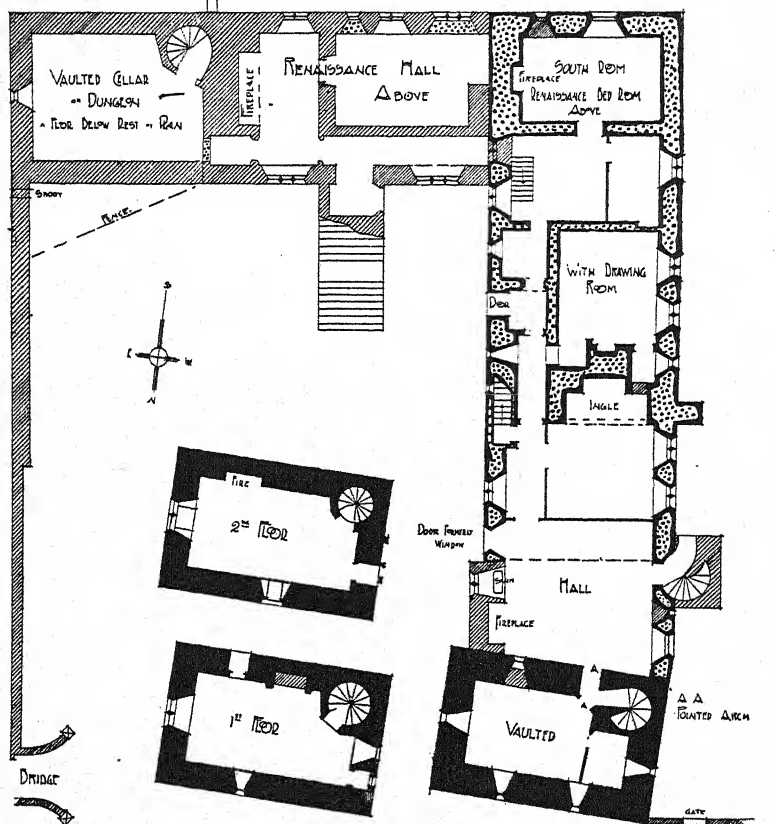 VAULTED CELLAR
OR DUNGEON
A FLOOR BELOW REST OF PLAN
FIREPLACE
RENAISSANCE HALL
ABOVE
FIREPLACE
SOUTH ROOM
RENAISSANCE BED ROOM
ABOVE
SHOOT
FENCE
S
E
W
N
WITH DRAWING
ROOM
DOOR
INGLE
FIRE
2ND FLOOR
DOOR FORMERLY
WINDOW
HALL
FIREPLACE
1ST FLOOR
A
A
VAULTED
A A
POINTED ARCH
BRIDGE
GATE